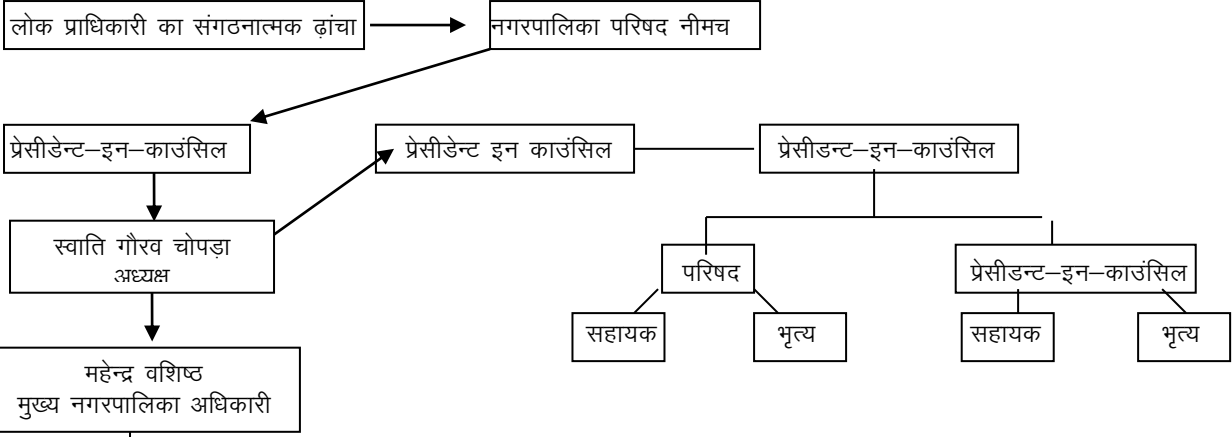 लोक प्राधिकारी का संगठनात्मक ढ़ांचा
नगरपालिका परिषद नीमच
प्रेसीडेन्ट–इन–काउंसिल
प्रेसीडेन्ट इन काउंसिल
प्रेसीडन्ट–इन–काउंसिल
स्वाति गौरव चोपड़ा
अध्यक्ष
परिषद
प्रेसीडन्ट–इन–काउंसिल
सहायक
भृत्य
सहायक
भृत्य
महेन्द्र वशिष्ठ
मुख्य नगरपालिका अधिकारी